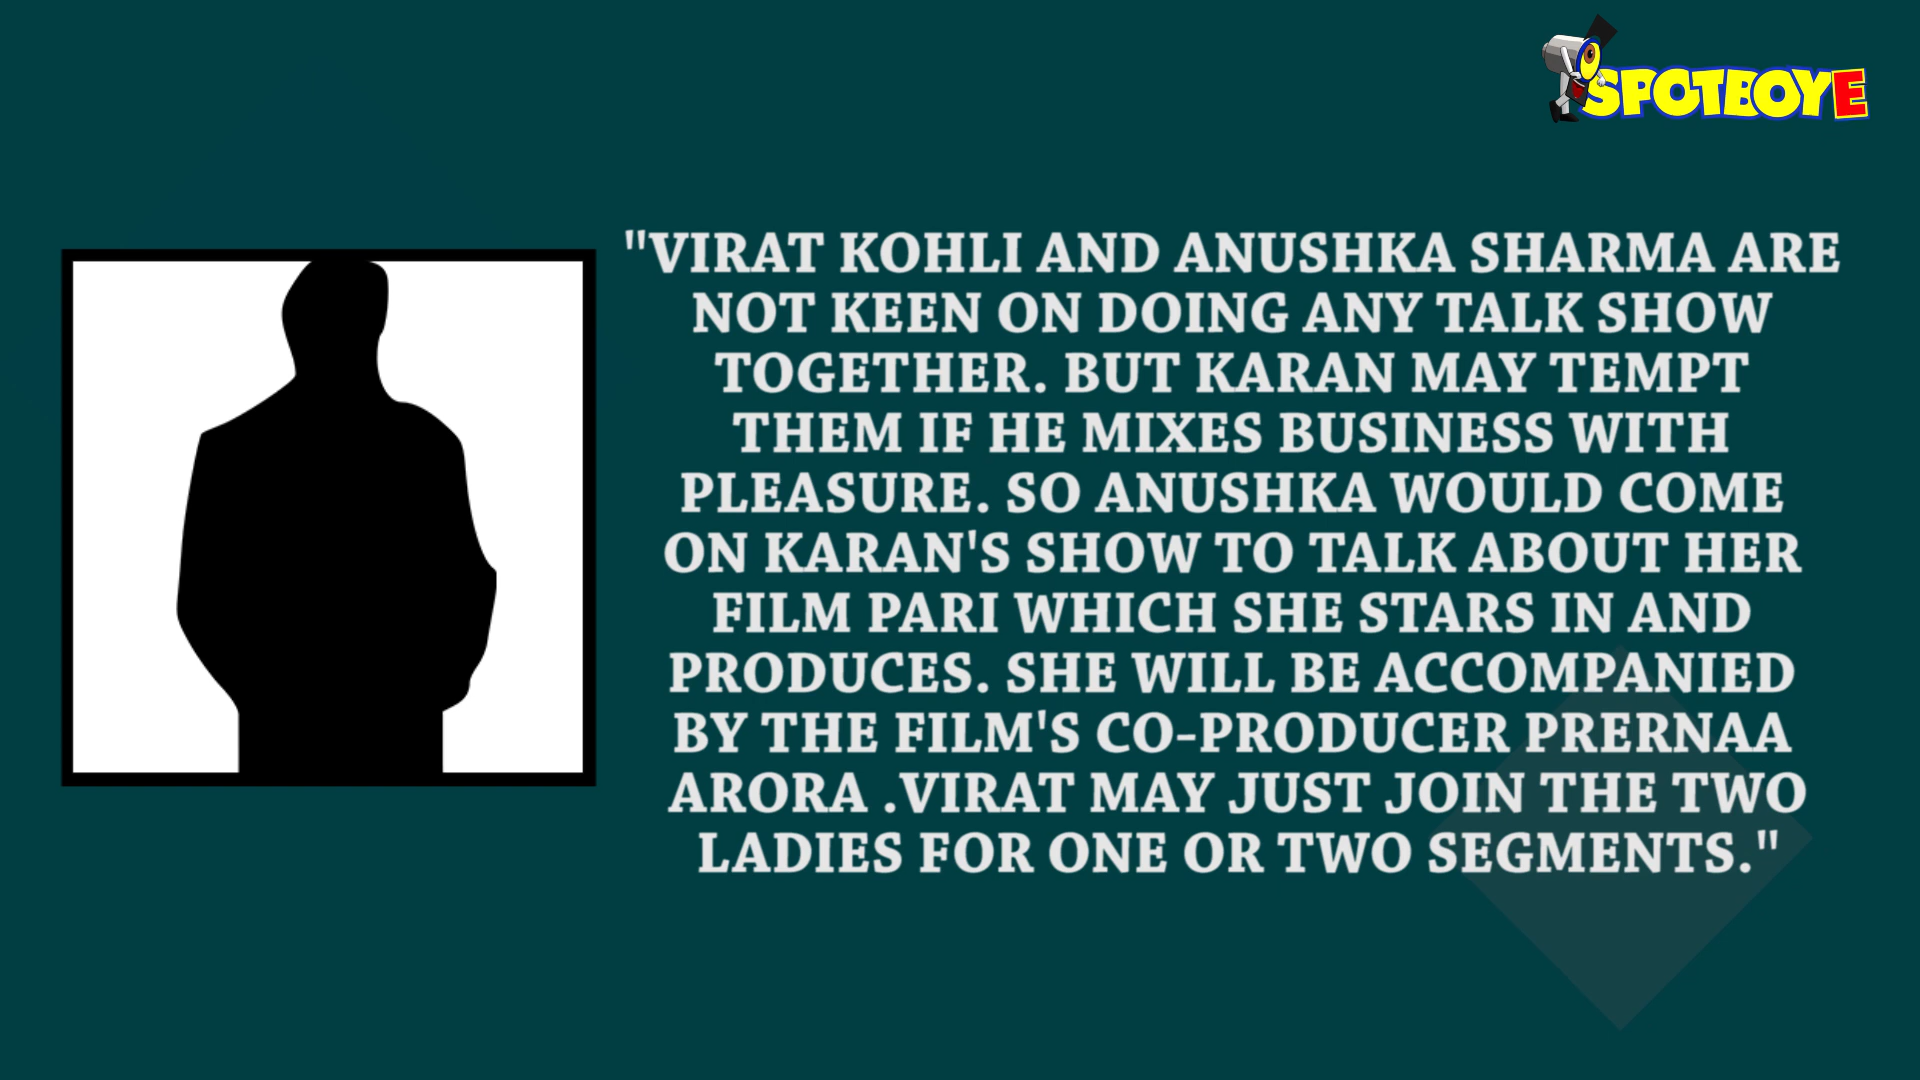 SPOTBOYE
"VIRAT KOHLI AND ANUSHKA SHARMA ARE
NOT KEEN ON DOING ANY TALK SHOW
TOGETHER. BUT KARAN MAY TEMPT
THEM IF HE MIXES BUSINESS WITH
PLEASURE. SO ANUSHKA WOULD COME
ON KARAN'S SHOW TO TALK ABOUT HER
FILM PARI WHICH SHE STARS IN AND
PRODUCES. SHE WILL BE ACCOMPANIED
BY THE FILM'S CO-PRODUCER PRERNAA
ARORA .VIRAT MAY JUST JOIN THE TWO
LADIES FOR ONE OR TWO SEGMENTS."